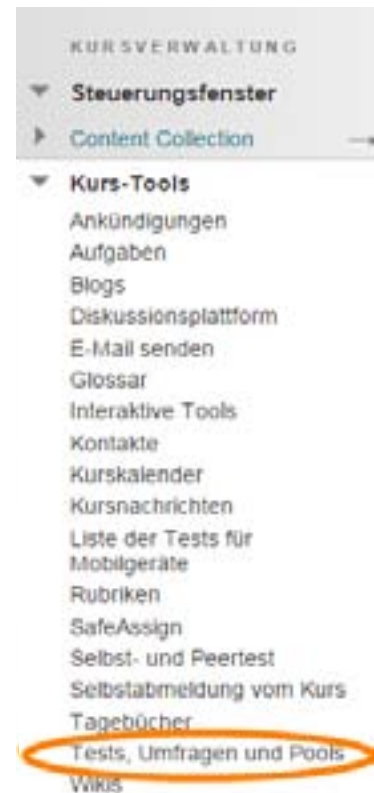 KURSVERWALTUNG
Steuerungsfenster
Content Collection
Kurs-Tools
Ankündigungen
Aufgaben
Blogs
Diskussionsplattform
E-Mail senden
Glossar
Interaktive Tools
Kontakte
Kurskalender
Kursnachrichten
Liste der Tests für
Mobilgeräte
Rubriken
SafeAssign
Selbst- und Peertest
Selbstabmeldung vom Kurs
Tagebücher
Tests, Umfragen und Pools
Wikis